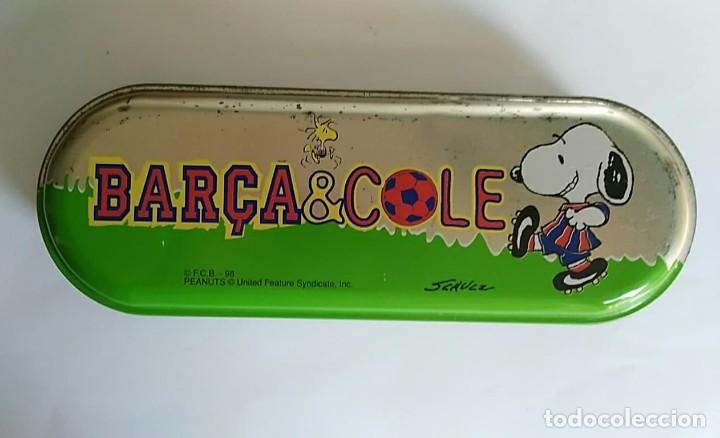 BARÇA&COLE
© F.C.B. - 98
PEANUTS © United Feature Syndicate, Inc.
SCHULZ
todocoleccion